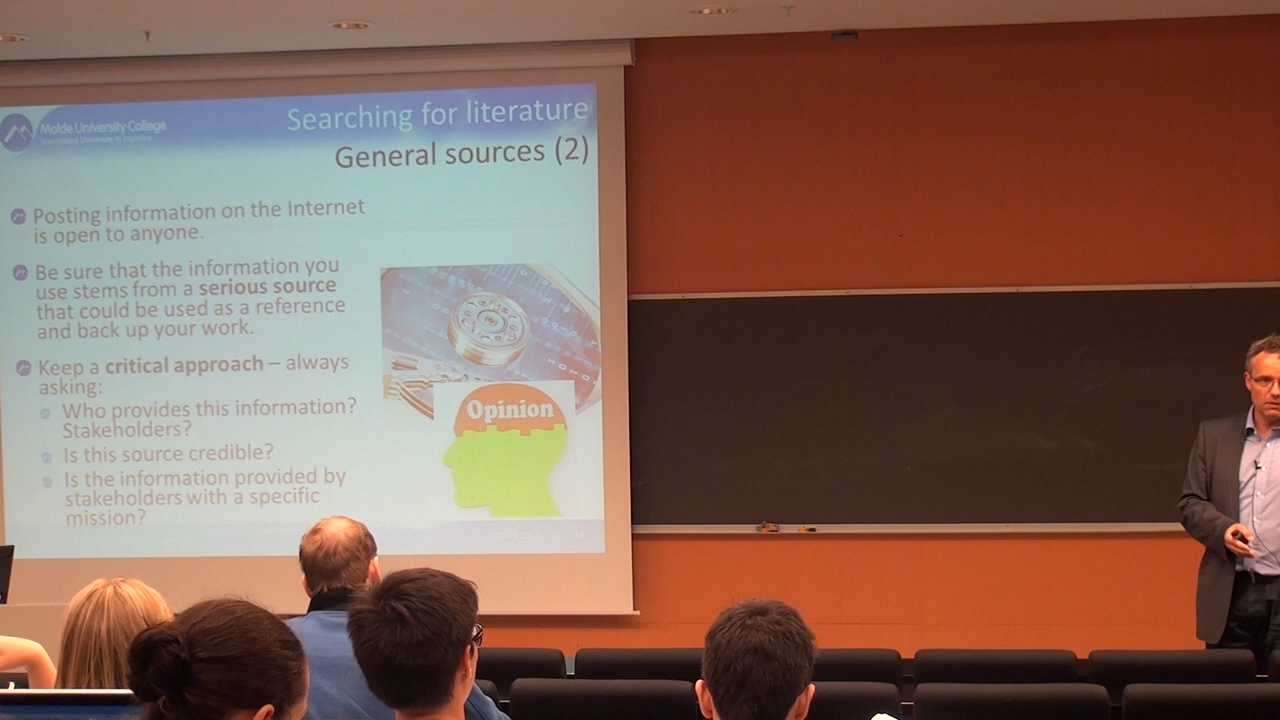 Molde University College
Specialized University in Logistics
Searching for literature
General sources (2)
Posting information on the Internet
is open to anyone.
Be sure that the information you
use stems from a serious source
that could be used as a reference
and back up your work.
Keep a critical approach – always
asking:
Who provides this information?
Stakeholders?
Is this source credible?
Is the information provided by
stakeholders with a specific
mission?
Opinion